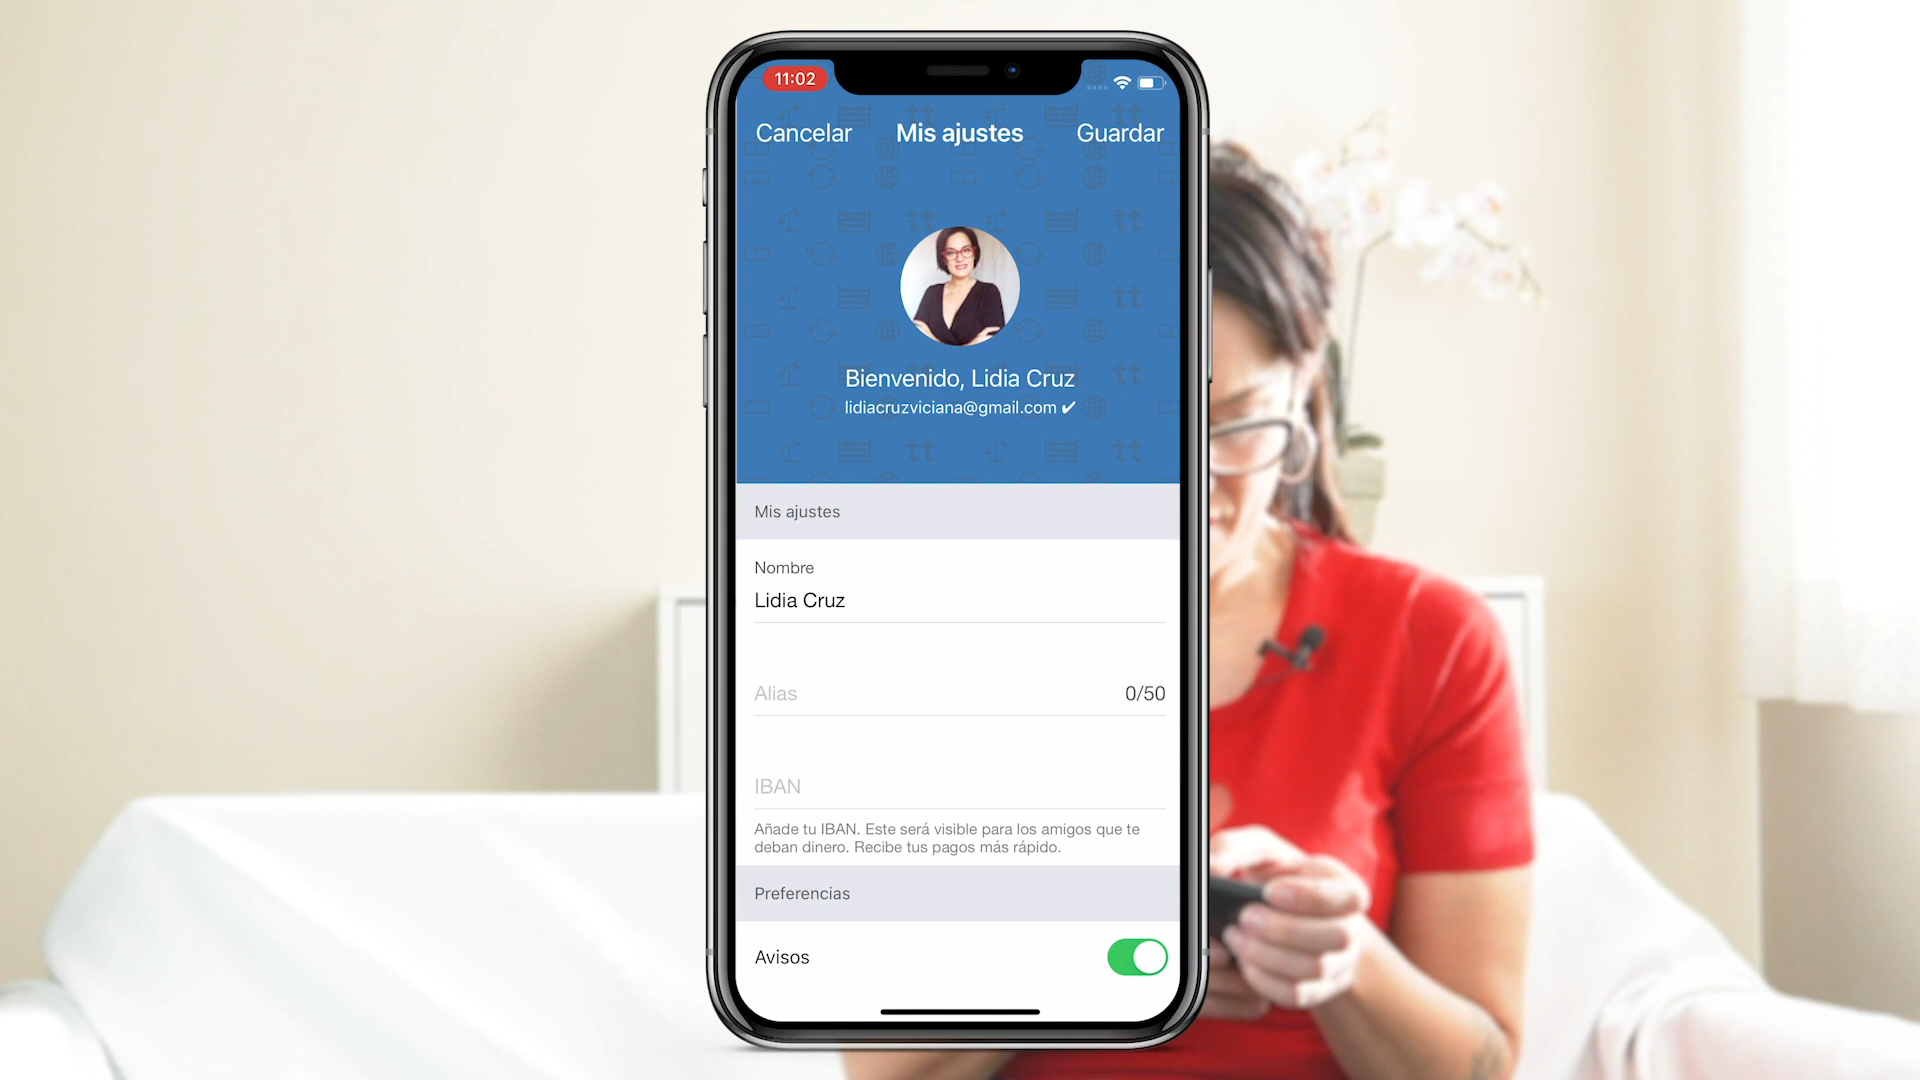 11:02
Cancelar Mis ajustes Guardar
Bienvenido, Lidia Cruz
lidiacruzviciana@gmail.com ✓
Mis ajustes
Nombre
Lidia Cruz
Alias 0/50
IBAN
Añade tu IBAN. Este será visible para los amigos que te
deban dinero. Recibe tus pagos más rápido.
Preferencias
Avisos